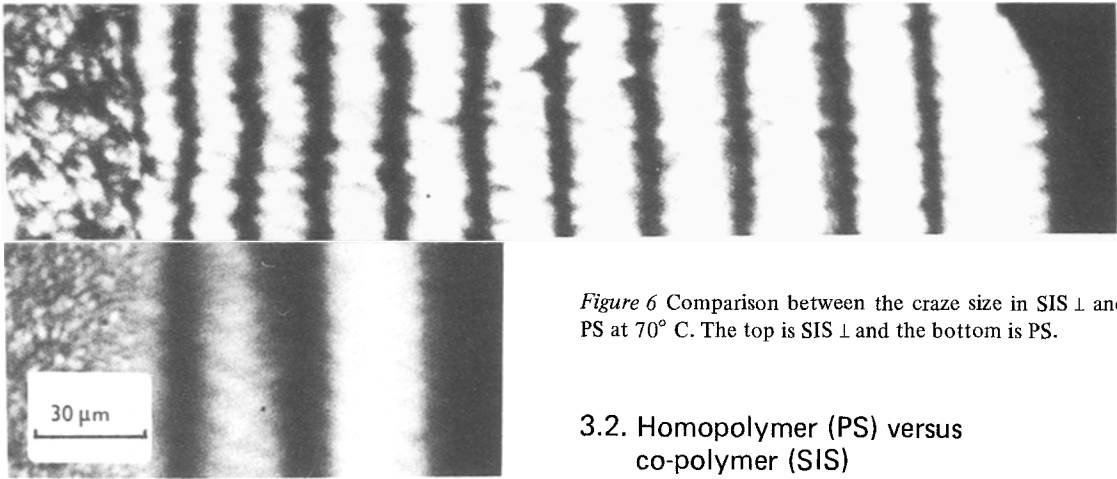 Figure 6 Comparison between the craze size in SIS ⊥ an
PS at 70° C. The top is SIS ⊥ and the bottom is PS.
30 μm
3.2. Homopolymer (PS) versus
co-polymer (SIS)